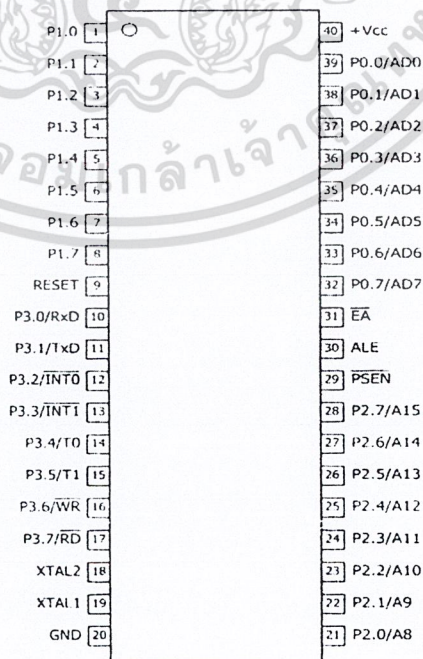 P1.0 1 40 +Vcc
P1.1 2 39 P0.0/AD0
P1.2 3 38 P0.1/AD1
P1.3 4 37 P0.2/AD2
P1.4 5 36 P0.3/AD3
P1.5 6 35 P0.4/AD4
P1.6 7 34 P0.5/AD5
P1.7 8 33 P0.6/AD6
RESET 9 32 P0.7/AD7
P3.0/RxD 10 31 E̅A̅
P3.1/TxD 11 30 ALE
P3.2/I̅N̅T̅0̅ 12 29 P̅S̅E̅N̅
P3.3/I̅N̅T̅1̅ 13 28 P2.7/A15
P3.4/T0 14 27 P2.6/A14
P3.5/T1 15 26 P2.5/A13
P3.6/W̅R̅ 16 25 P2.4/A12
P3.7/R̅D̅ 17 24 P2.3/A11
XTAL2 18 23 P2.2/A10
XTAL1 19 22 P2.1/A9
GND 20 21 P2.0/A8